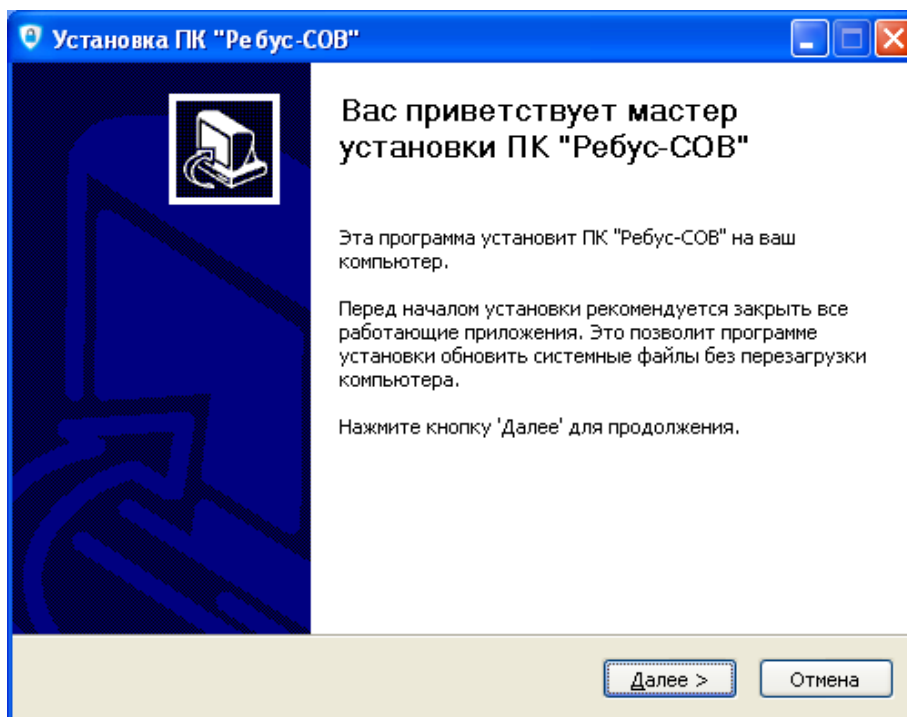 Установка ПК "Ребус-СОВ"
Вас приветствует мастер
установки ПК "Ребус-СОВ"
Эта программа установит ПК "Ребус-СОВ" на ваш
компьютер.
Перед началом установки рекомендуется закрыть все
работающие приложения. Это позволит программе
установки обновить системные файлы без перезагрузки
компьютера.
Нажмите кнопку 'Далее' для продолжения.
Далее >
Отмена